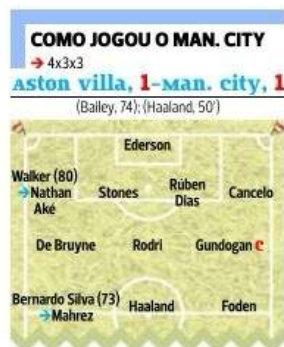 COMO JOGOU O MAN. CITY
→ 4x3x3
Aston villa, 1-Man. city, 1
(Bailey, 74); (Haaland, 50')
Ederson
Walker (80)
→Nathan
Aké
Stones
Rúben
Dias
Cancelo
De Bruyne
Rodri
Gundogan c
Bernardo Silva (73)
→Mahrez
Haaland
Foden